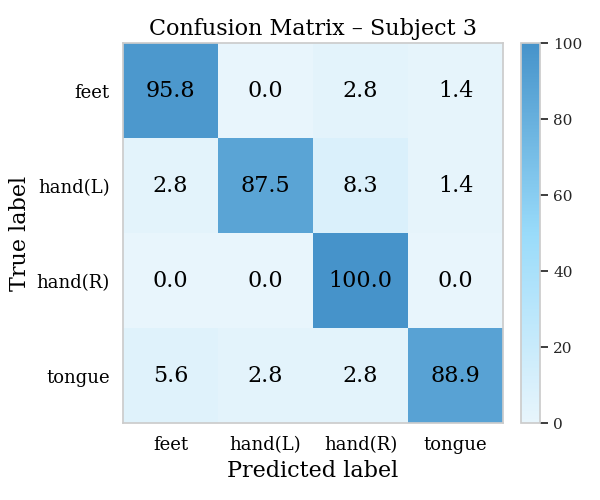 Confusion Matrix – Subject 3
True label
feet 95.8 0.0 2.8 1.4
hand(L) 2.8 87.5 8.3 1.4
hand(R) 0.0 0.0 100.0 0.0
tongue 5.6 2.8 2.8 88.9
feet hand(L) hand(R) tongue
Predicted label
100
80
60
40
20
0